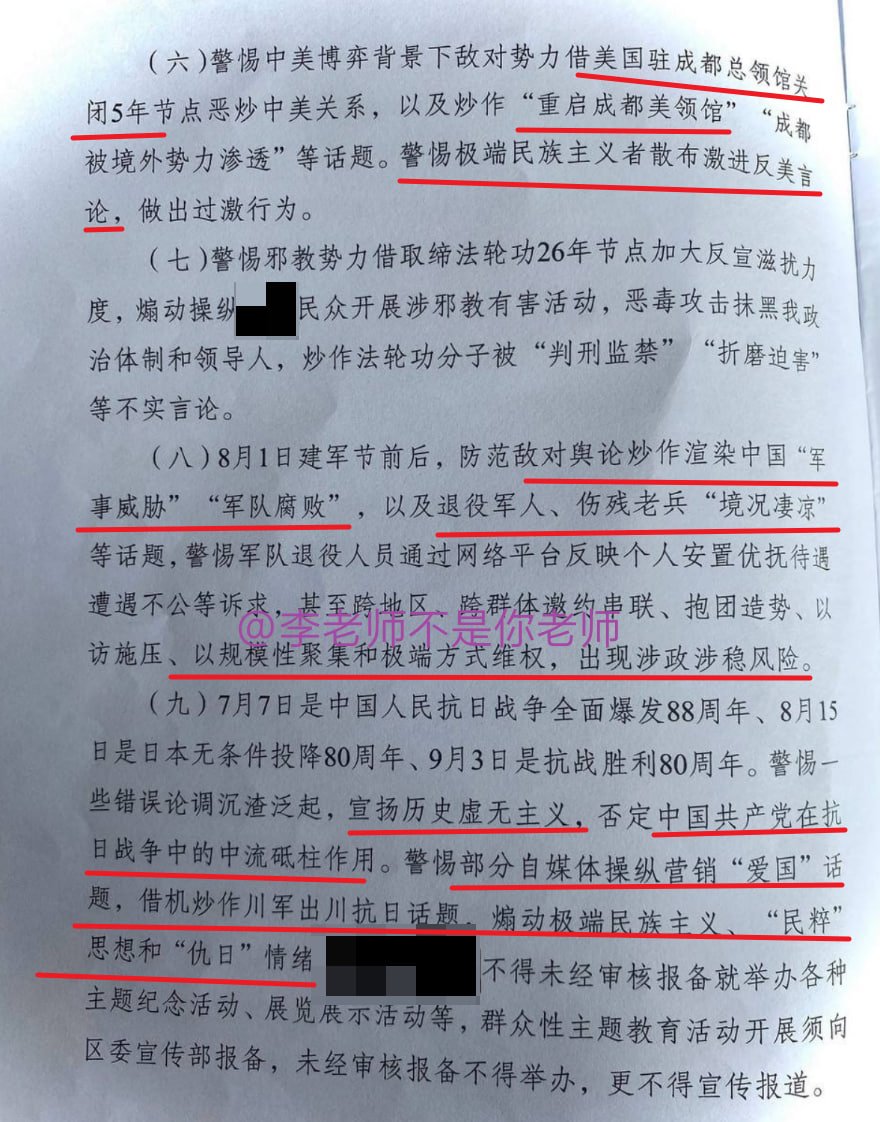 （六）警惕中美博弈背景下敌对势力借美国驻成都总领馆关
闭5年节点恶炒中美关系，以及炒作“重启成都美领馆”“成都
被境外势力渗透”等话题。警惕极端民族主义者散布激进反美言
论，做出过激行为。
（七）警惕邪教势力借取缔法轮功26年节点加大反宣滋扰力
度，煽动操纵民众开展涉邪教有害活动，恶毒攻击抹黑我政
治体制和领导人，炒作法轮功分子被“判刑监禁”“折磨迫害”
等不实言论。
（八）8月1日建军节前后，防范敌对舆论炒作渲染中国“军
事威胁”“军队腐败”，以及退役军人、伤残老兵“境况凄凉”
等话题，警惕军队退役人员通过网络平台反映个人安置优抚待遇
遭遇不公等诉求，甚至跨地区、跨群体邀约串联、抱团造势、以
@李老师不是你老师
访施压、以规模性聚集和极端方式维权，出现涉政涉稳风险。
（九）7月7日是中国人民抗日战争全面爆发88周年、8月15
日是日本无条件投降80周年、9月3日是抗战胜利80周年。警惕一
些错误论调沉渣泛起，宣扬历史虚无主义，否定中国共产党在抗
日战争中的中流砥柱作用。警惕部分自媒体操纵营销“爱国”话
题，借机炒作川军出川抗日话题，煽动极端民族主义、“民粹”
思想和“仇日”情绪 不得未经审核报备就举办各种
主题纪念活动、展览展示活动等，群众性主题教育活动开展须向
区委宣传部报备，未经审核报备不得举办，更不得宣传报道。